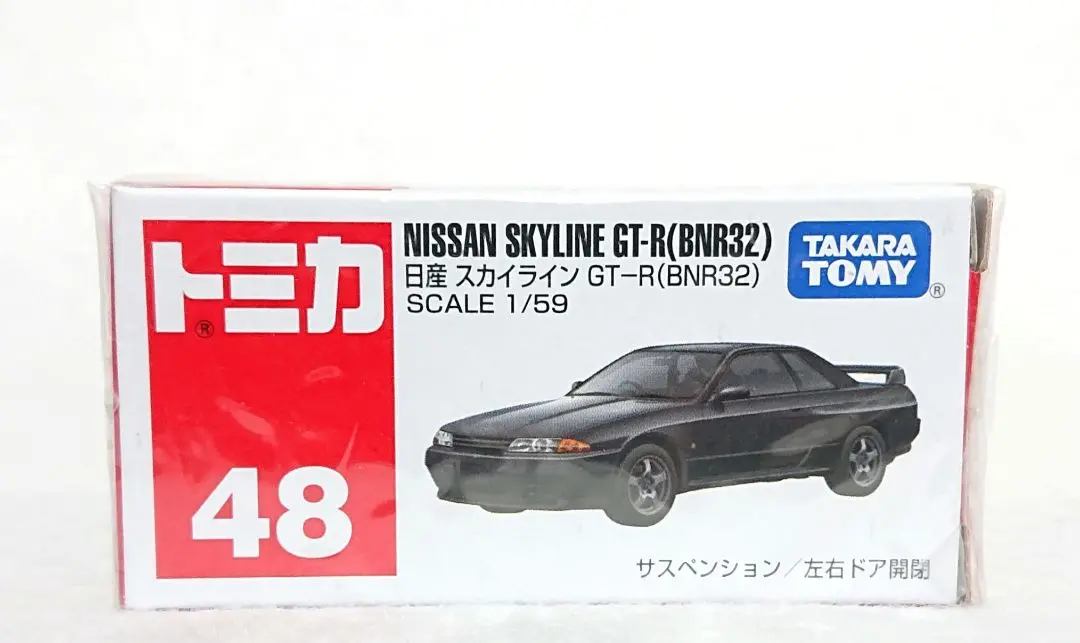 トミカ
®
48
NISSAN SKYLINE GT-R(BNR32)
日産 スカイライン GT-R(BNR32)
SCALE 1/59
TAKARA
TOMY
®
サスペンション/左右ドア開閉